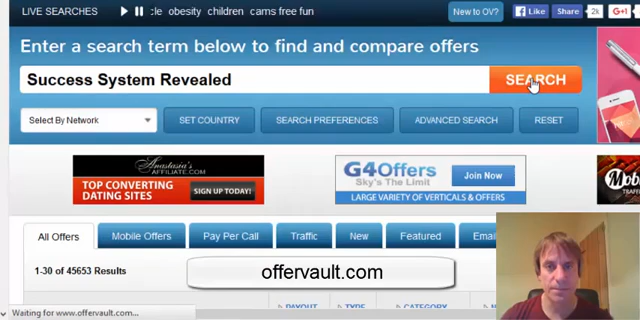 LIVE SEARCHES cle obesity children cams free fun New to OV? Like Share 2k +1
Enter a search term below to find and compare offers
Success System Revealed SEARCH
Select By Network SET COUNTRY SEARCH PREFERENCES ADVANCED SEARCH RESET
Anastasia's
AFFILIATE.COM
TOP CONVERTING
DATING SITES
SIGN UP TODAY!
G4Offers
Sky's The Limit
Join Now
LARGE VARIETY OF VERTICALS & OFFERS
All Offers Mobile Offers Pay Per Call Traffic New Featured Emai
1-30 of 45653 Results
offervault.com
PAYOUT TYPE CATEGORY
Waiting for www.offervault.com...